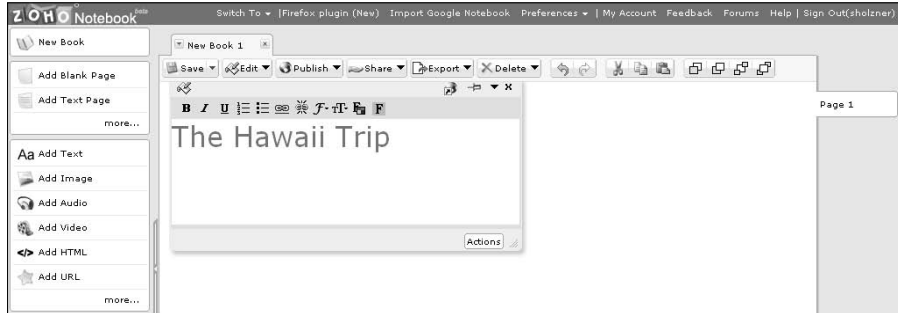 ZOHO Notebook beta
Switch To | Firefox plugin (New) Import Google Notebook Preferences | My Account Feedback Forums Help | Sign Out(sholzner)
New Book
New Book 1
Save Edit Publish Share Export Delete
Add Blank Page
Add Text Page
more...
B I U F T F
Page 1
The Hawaii Trip
Aa Add Text
Add Image
Add Audio
Add Video
Actions
</> Add HTML
Add URL
more...